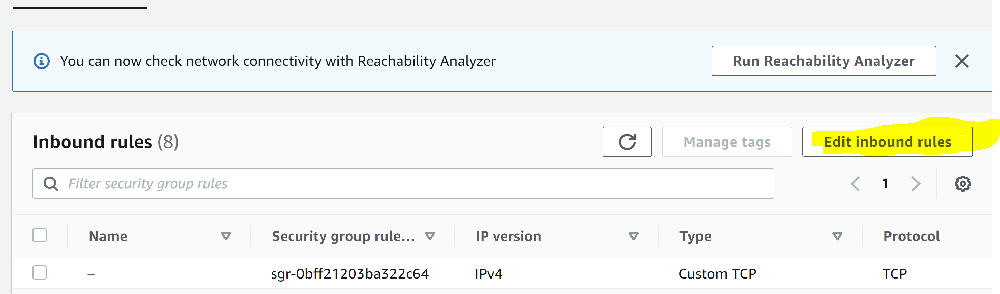 You can now check network connectivity with Reachability Analyzer
Run Reachability Analyzer
Inbound rules (8)
Manage tags
Edit inbound rules
Filter security group rules
1
Name
Security group rule...
IP version
Type
Protocol
–
sgr-0bff21203ba322c64
IPv4
Custom TCP
TCP